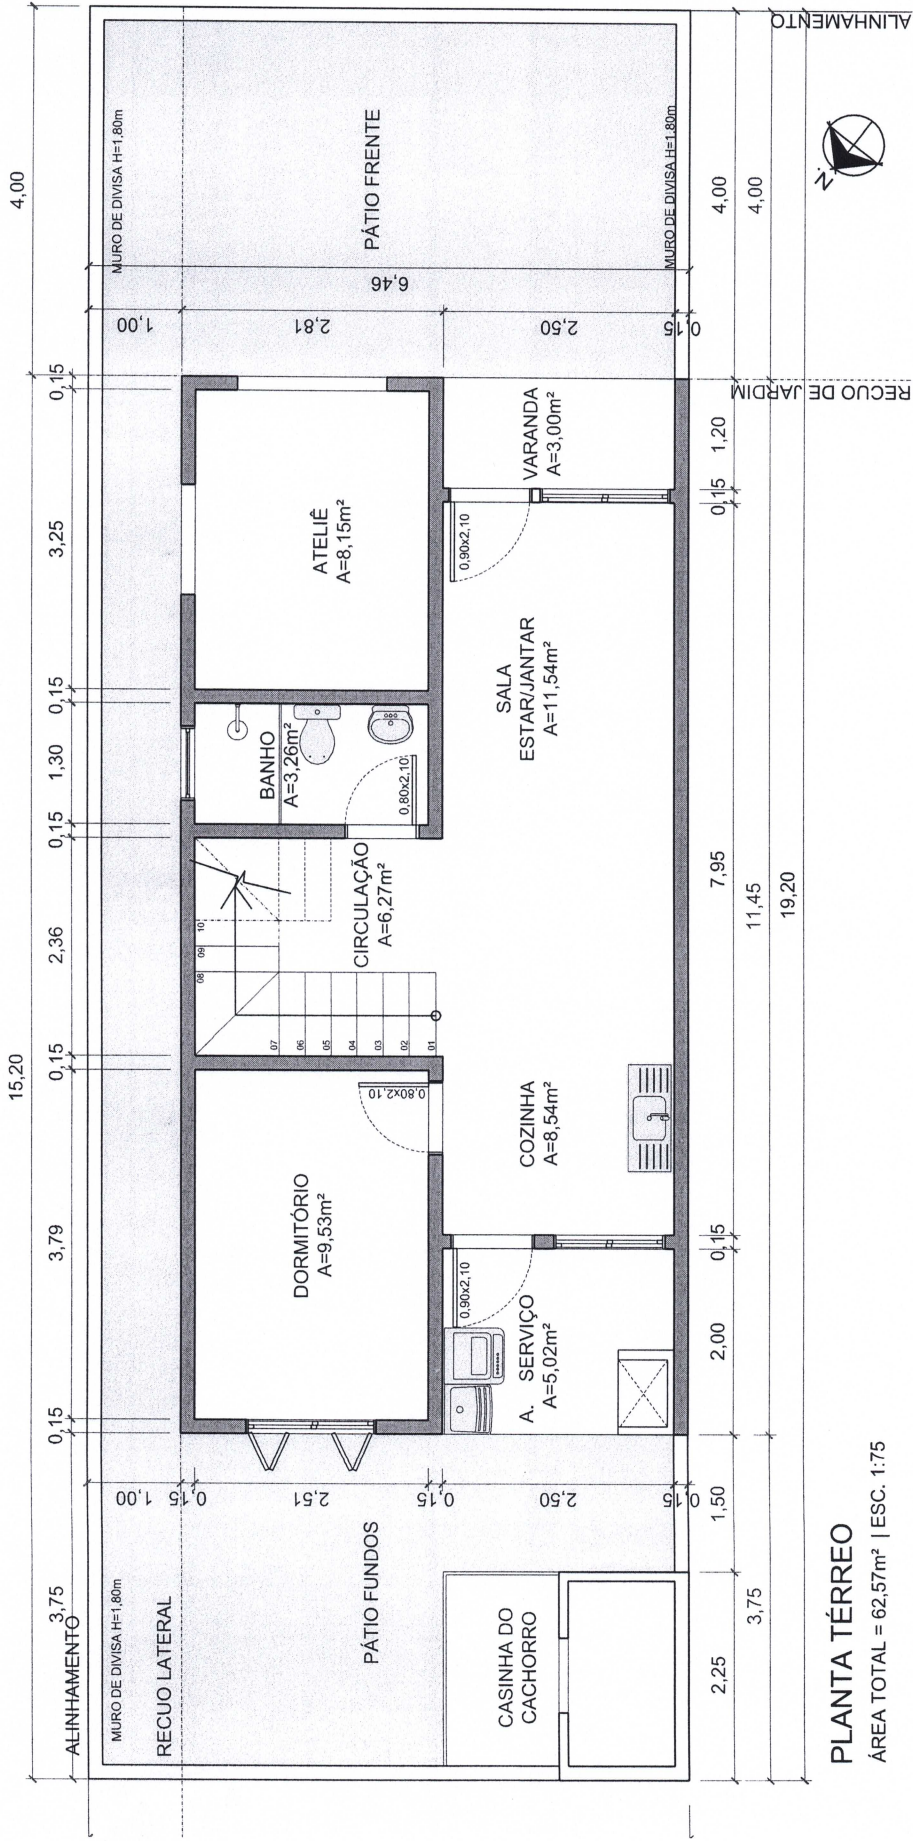 ALINHAMENTO
4,00
MURO DE DIVISA H=1,80m
PÁTIO FRENTE
MURO DE DIVISA H=1,80m
4,00
4,00
N.
6,46
1,00
2,81
2,50
0,15
RECUO DE JARDIM
0,15
3,25
ATELIÊ
A=8,15m²
VARANDA
A=3,00m²
1,20
0,15
0,90x2,10
SALA
ESTAR/JANTAR
A=11,54m²
0,15
1,30
BANHO
A=3,26m²
0,80x2,10
0,15
CIRCULAÇÃO
A=6,27m²
7,95
11,45
19,20
2,36
10
09
08
07
06
05
04
03
02
01
15,20
0,15
0,80x2,10
COZINHA
A=8,54m²
DORMITÓRIO
A=9,53m²
3,79
0,15
0,90x2,10
A. SERVIÇO
A=5,02m²
2,00
0,15
1,00
0,15
2,51
0,15
2,50
0,15
1,50
3,75
ALINHAMENTO
MURO DE DIVISA H=1,80m
RECUO LATERAL
PÁTIO FUNDOS
CASINHA DO
CACHORRO
2,25
3,75
PLANTA TÉRREO
ÁREA TOTAL = 62,57m² | ESC. 1:75